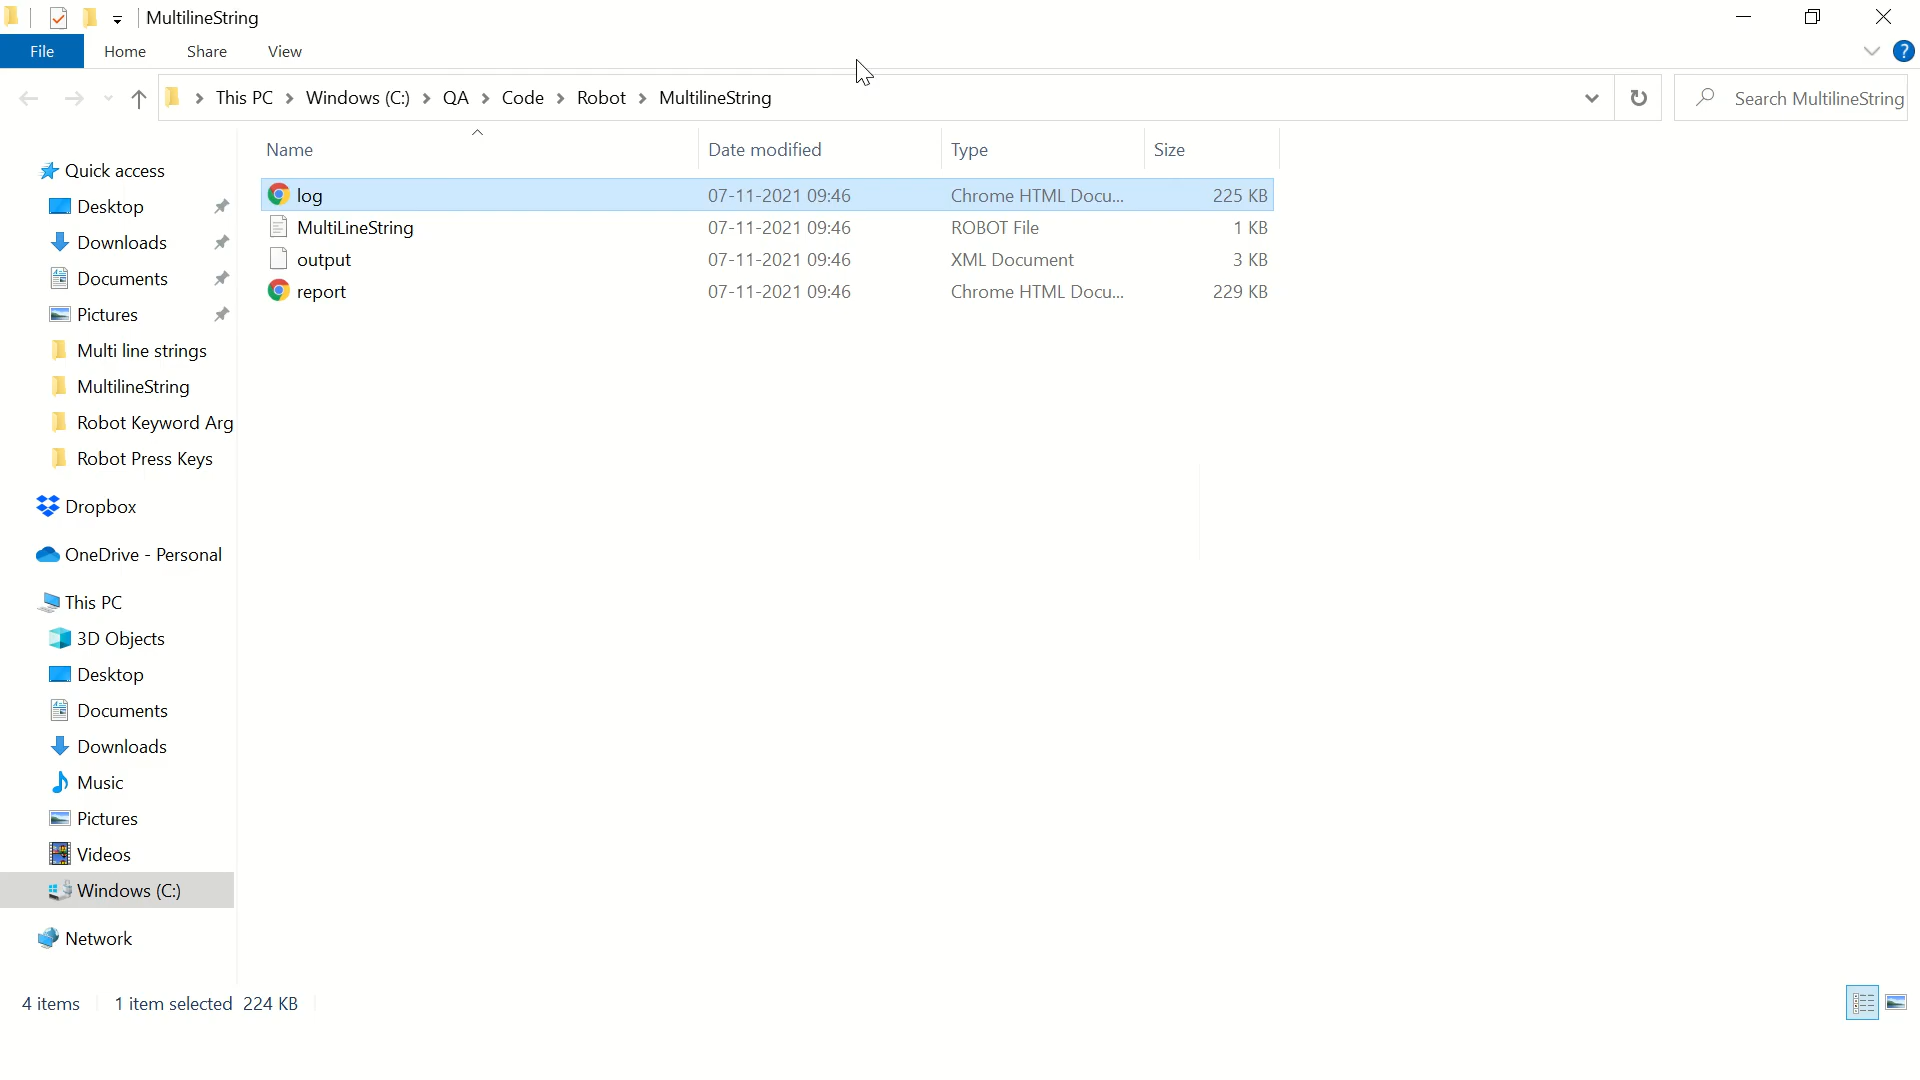 MultilineString
File Home Share View
This PC Windows (C:) QA Code Robot MultilineString
Search MultilineString
Name Date modified Type Size
log 07-11-2021 09:46 Chrome HTML Docu... 225 KB
MultiLineString 07-11-2021 09:46 ROBOT File 1 KB
output 07-11-2021 09:46 XML Document 3 KB
report 07-11-2021 09:46 Chrome HTML Docu... 229 KB
Quick access
Desktop
Downloads
Documents
Pictures
Multi line strings
MultilineString
Robot Keyword Arg
Robot Press Keys
Dropbox
OneDrive - Personal
This PC
3D Objects
Desktop
Documents
Downloads
Music
Pictures
Videos
Windows (C:)
Network
4 items 1 item selected 224 KB